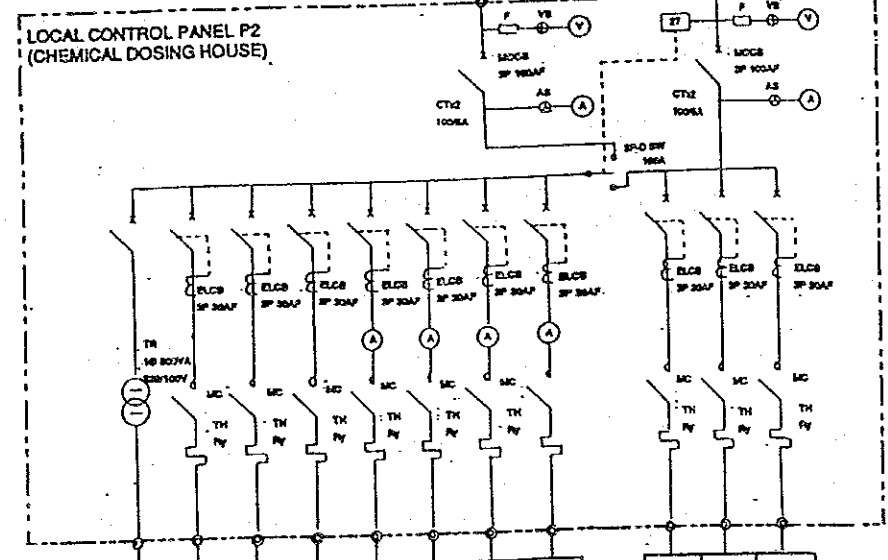 LOCAL CONTROL PANEL P2
(CHEMICAL DOSING HOUSE)
F VS V
27 F VS V
MCCB
3P 100AF
MCCB
3P 100AF
CTx2
100/5A
AS A
CTx2
100/5A
AS A
SP-D SW
100A
ELCB
3P 30AF
ELCB
3P 30AF
ELCB
3P 30AF
ELCB
3P 30AF
ELCB
3P 30AF
ELCB
3P 30AF
ELCB
3P 30AF
ELCB
3P 30AF
ELCB
3P 30AF
ELCB
3P 30AF
A A A A
TR
MC MC MC MC MC MC MC MC MC
TH TH TH TH TH TH TH TH TH
Ry Ry Ry Ry Ry Ry Ry Ry Ry